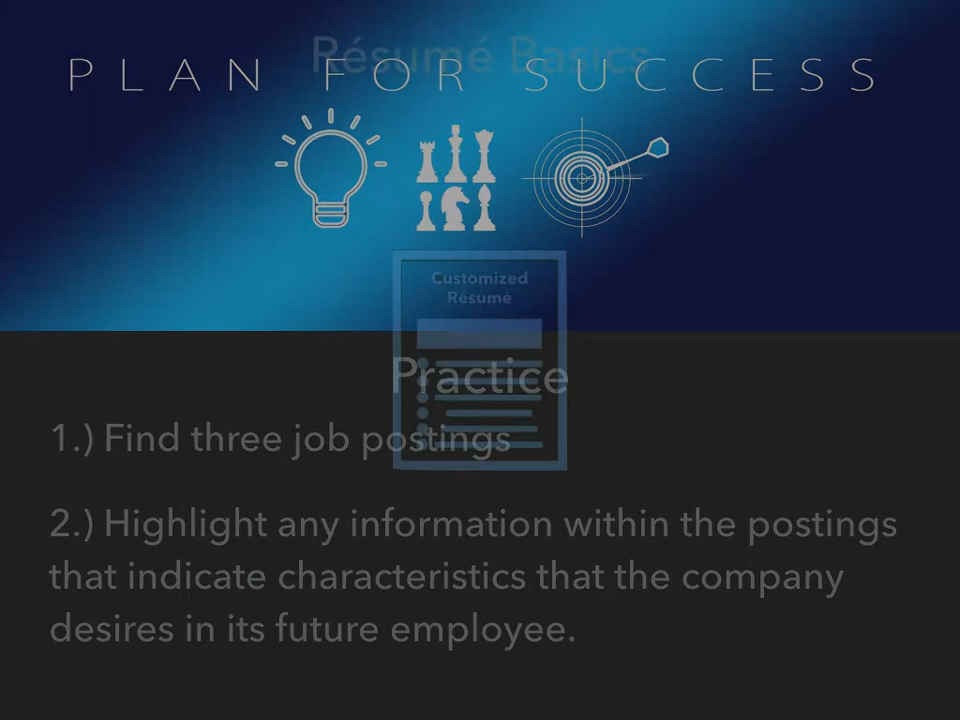 Résumé Basics
PLAN FOR SUCCESS
Customized
Résumé
Practice
1.) Find three job postings
2.) Highlight any information within the postings
that indicate characteristics that the company
desires in its future employee.